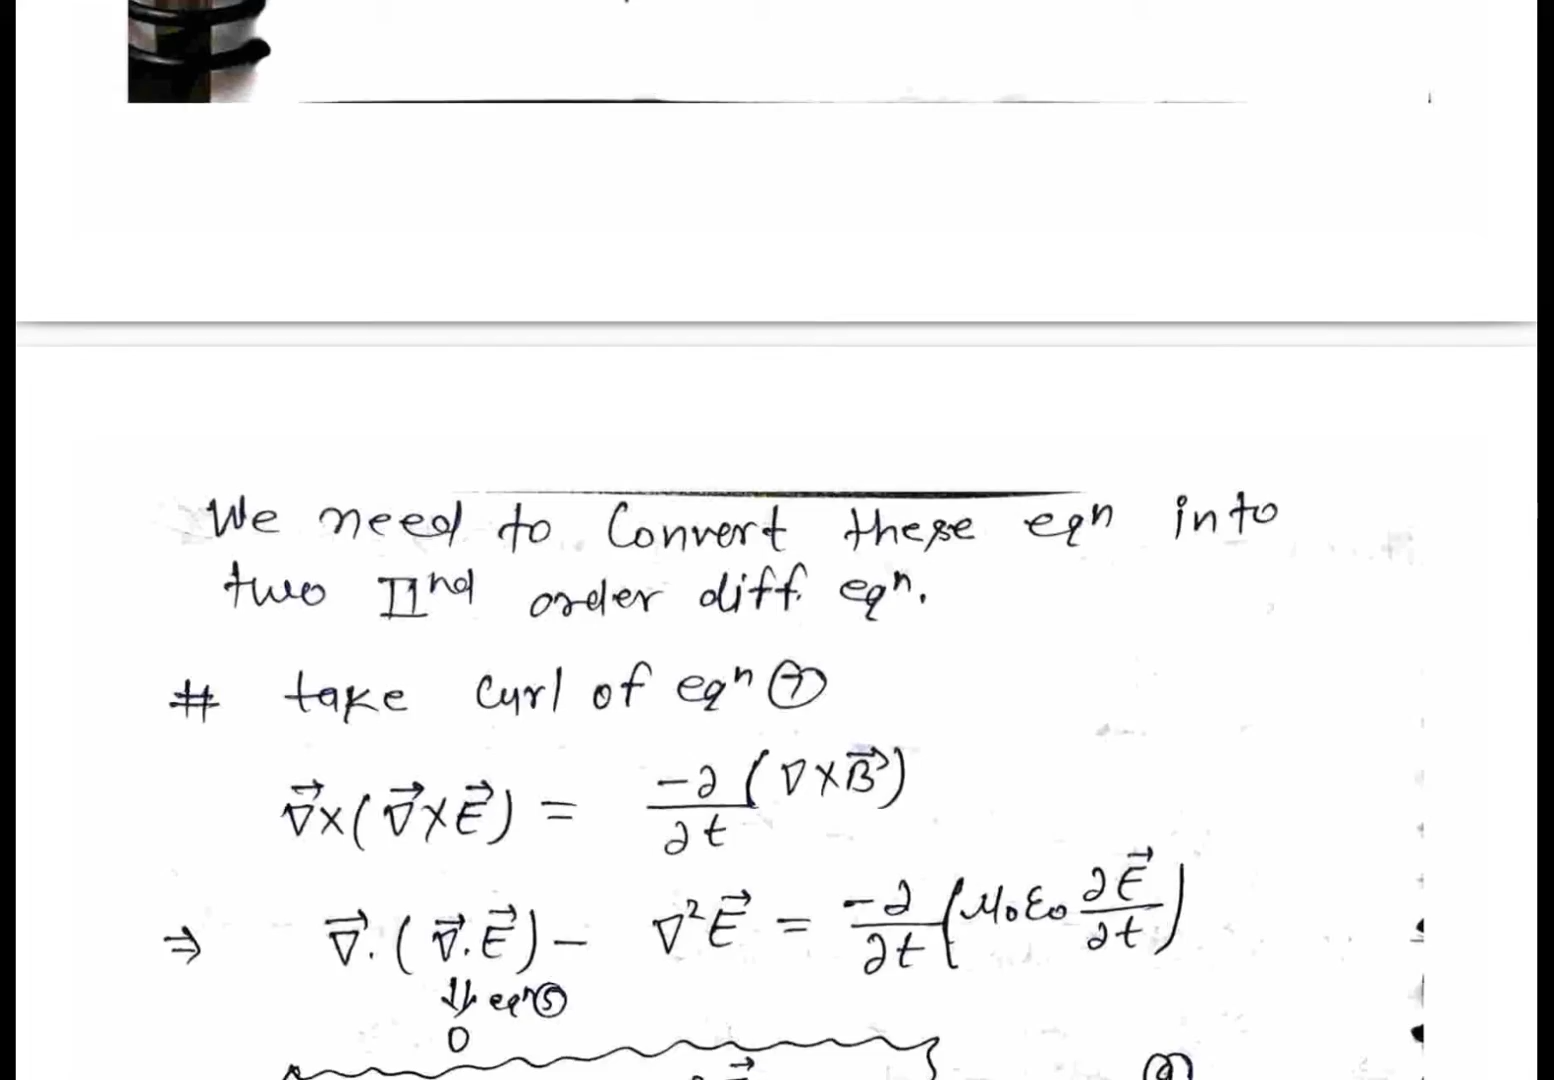 We need to Convert these eqn into
two IInd order diff. eqn.
# take curl of eqn ⑦
∇⃗×(∇⃗×E⃗) = -∂/∂t (∇×B⃗)
⇒ ∇⃗.(∇⃗.E⃗) - ∇²E⃗ = -∂/∂t (μ₀ε₀ ∂E⃗/∂t)
⇓ eqn⑤
0